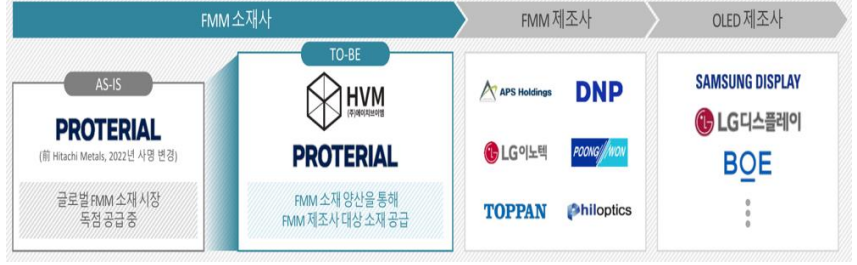 FMM 소재사
FMM 제조사
OLED 제조사
AS-IS
PROTERIAL
(前 Hitachi Metals, 2022년 사명 변경)
글로벌 FMM 소재 시장
독점 공급 중
TO-BE
HVM
(주)에이치브이엠
PROTERIAL
FMM 소재 양산을 통해
FMM 제조사 대상 소재 공급
APS Holdings
DNP
LG이노텍
POONG WON
TOPPAN
Philoptics
SAMSUNG DISPLAY
LG디스플레이
BOE